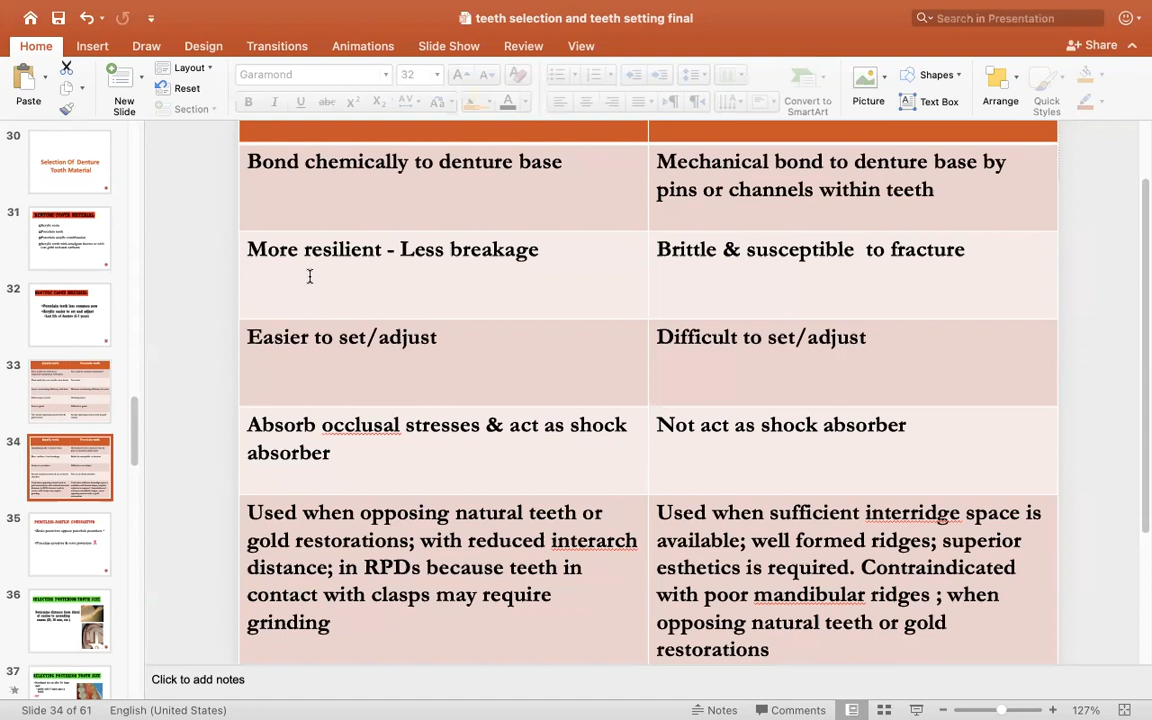 teeth selection and teeth setting final
Search in Presentation
Home Insert Draw Design Transitions Animations Slide Show Review View
Share
Paste
New Slide
Layout
Reset
Section
Garamond 32
Convert to SmartArt
Picture
Shapes
Text Box
Arrange
Quick Styles
30
Selection Of Denture
Tooth Material
31
32
33
34
35
36
37
Bond chemically to denture base
Mechanical bond to denture base by
pins or channels within teeth
More resilient - Less breakage
Brittle & susceptible to fracture
Easier to set/adjust
Difficult to set/adjust
Absorb occlusal stresses & act as shock
absorber
Not act as shock absorber
Used when opposing natural teeth or
gold restorations; with reduced interarch
distance; in RPDs because teeth in
contact with clasps may require
grinding
Used when sufficient interridge space is
available; well formed ridges; superior
esthetics is required. Contraindicated
with poor mandibular ridges ; when
opposing natural teeth or gold
restorations
Click to add notes
Slide 34 of 61 English (United States) Notes Comments 127%